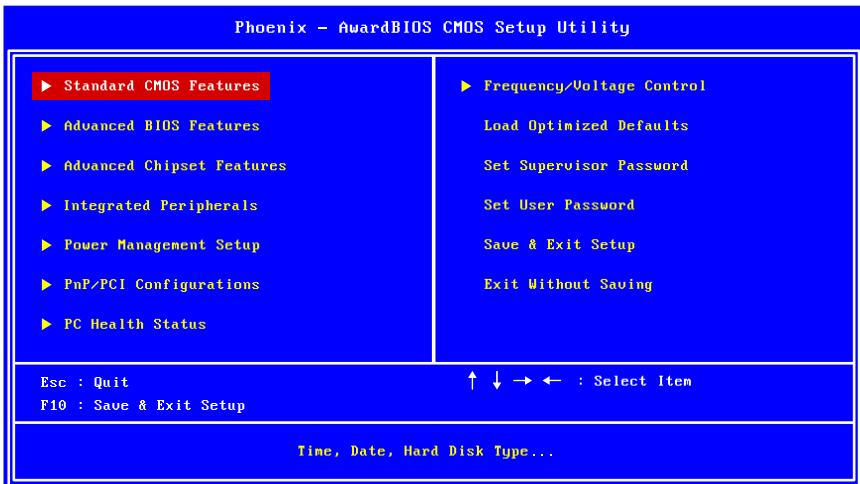 Phoenix – AwardBIOS CMOS Setup Utility
▶ Standard CMOS Features
▶ Advanced BIOS Features
▶ Advanced Chipset Features
▶ Integrated Peripherals
▶ Power Management Setup
▶ PnP/PCI Configurations
▶ PC Health Status
▶ Frequency/Voltage Control
Load Optimized Defaults
Set Supervisor Password
Set User Password
Save & Exit Setup
Exit Without Saving
Esc : Quit
F10 : Save & Exit Setup
↑ ↓ → ← : Select Item
Time, Date, Hard Disk Type...